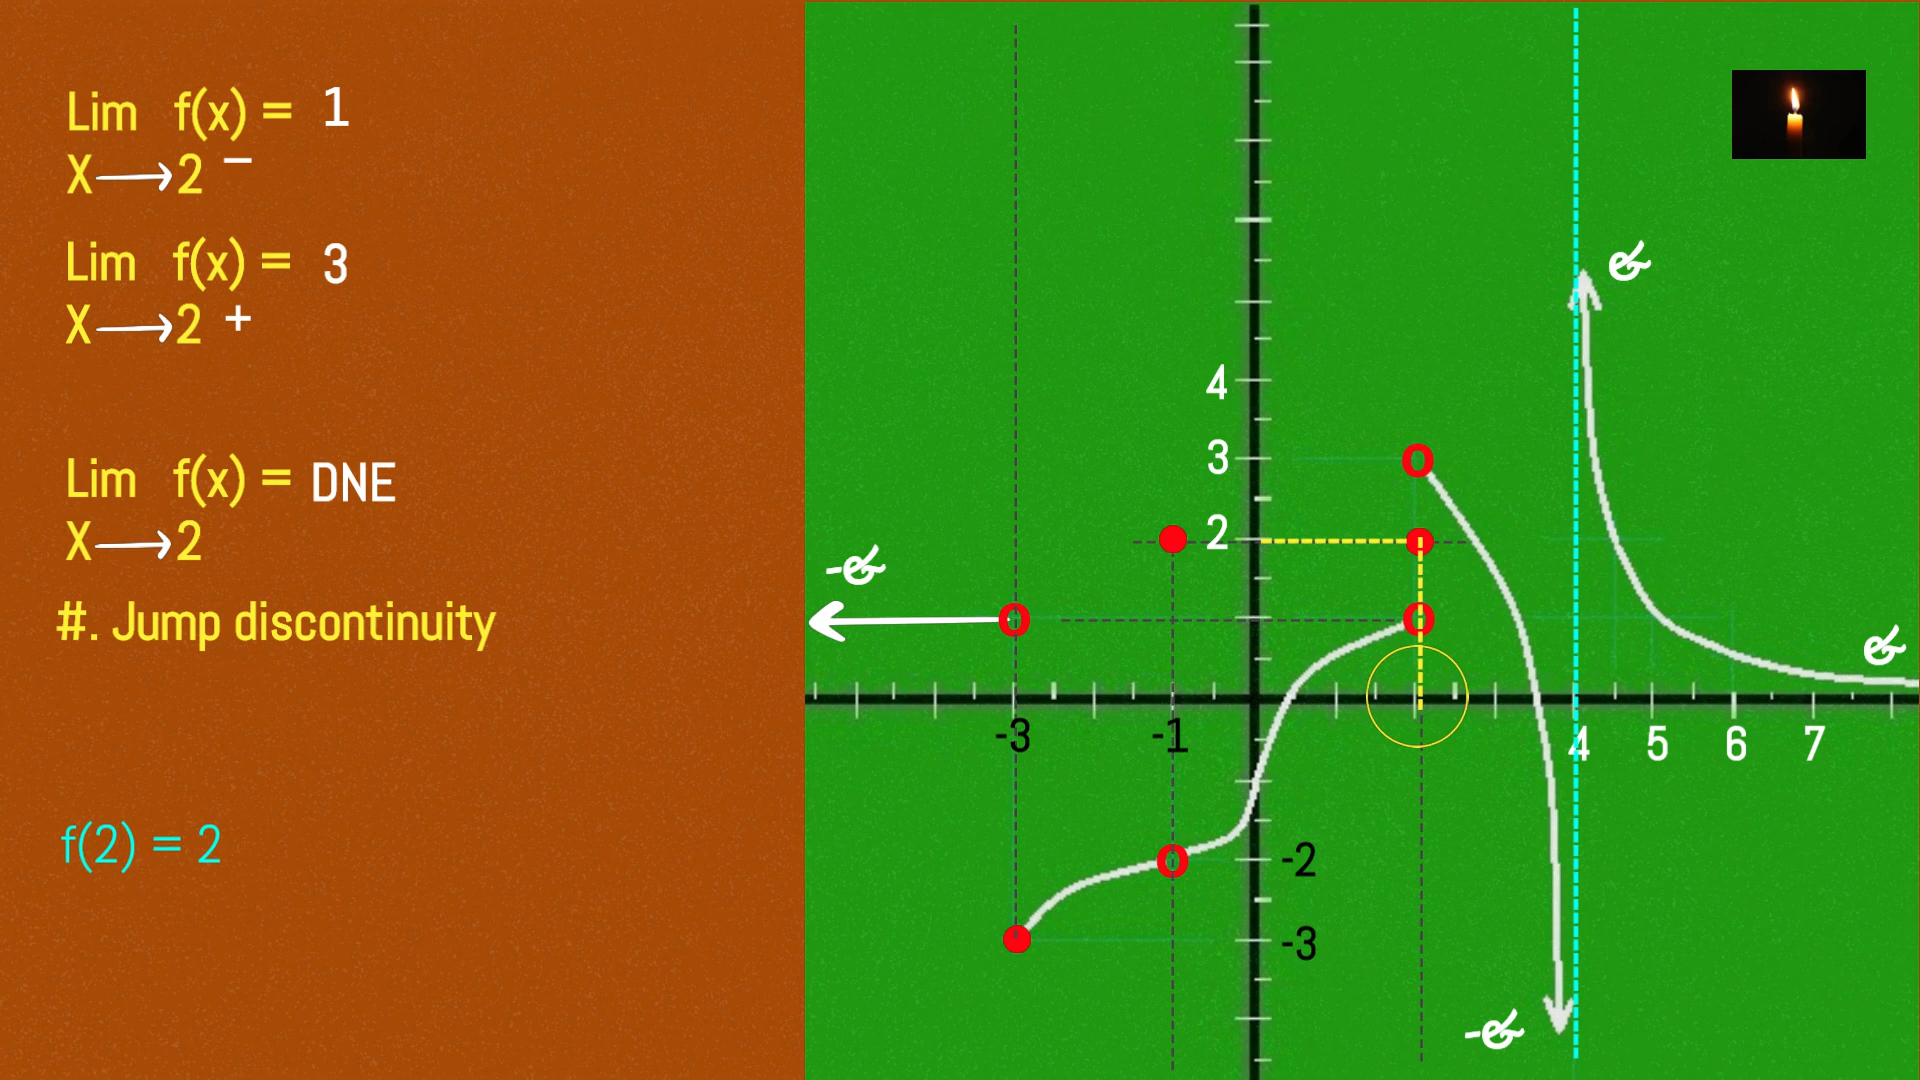 Lim f(x) = 1
X→2 −
Lim f(x) = 3
X→2 +
Lim f(x) = DNE
X→2
#. Jump discontinuity
f(2) = 2
4
3
2
-3 -1 4 5 6 7
-2
-3